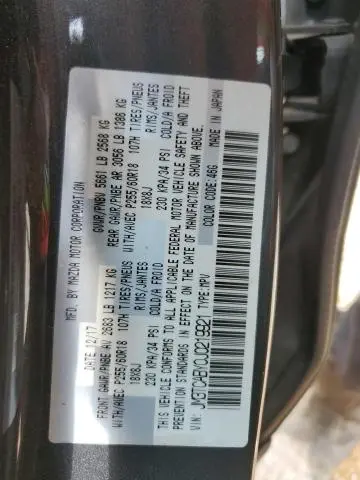 MFD. BY MAZDA MOTOR CORPORATION
12/17 GVWR/PNBV 5661 LB 2568 KG
FRONT GAWR/PNBE AV 2683 LB 1217 KG REAR GAWR/PNBE AR 3056 LB 1386 KG
WITH/AVEC P255/60R18 107H TIRES/PNEUS WITH/AVEC P255/60R18 107H TIRES/PNEUS
18X8J RIMS/JANTES 18X8J RIMS/JANTES
230 KPA/34 PSI COLD/A FROID 230 KPA/34 PSI COLD/A FROID
THIS VEHICLE CONFORMS TO ALL APPLICABLE FEDERAL MOTOR VEHICLE SAFETY AND THEFT
PREVENTION STANDARDS IN EFFECT ON THE DATE OF MANUFACTURE SHOWN ABOVE.
VIN: JM3TCABYXJ0219921 TYPE:MPV COLOR CODE:46G MADE IN JAPAN